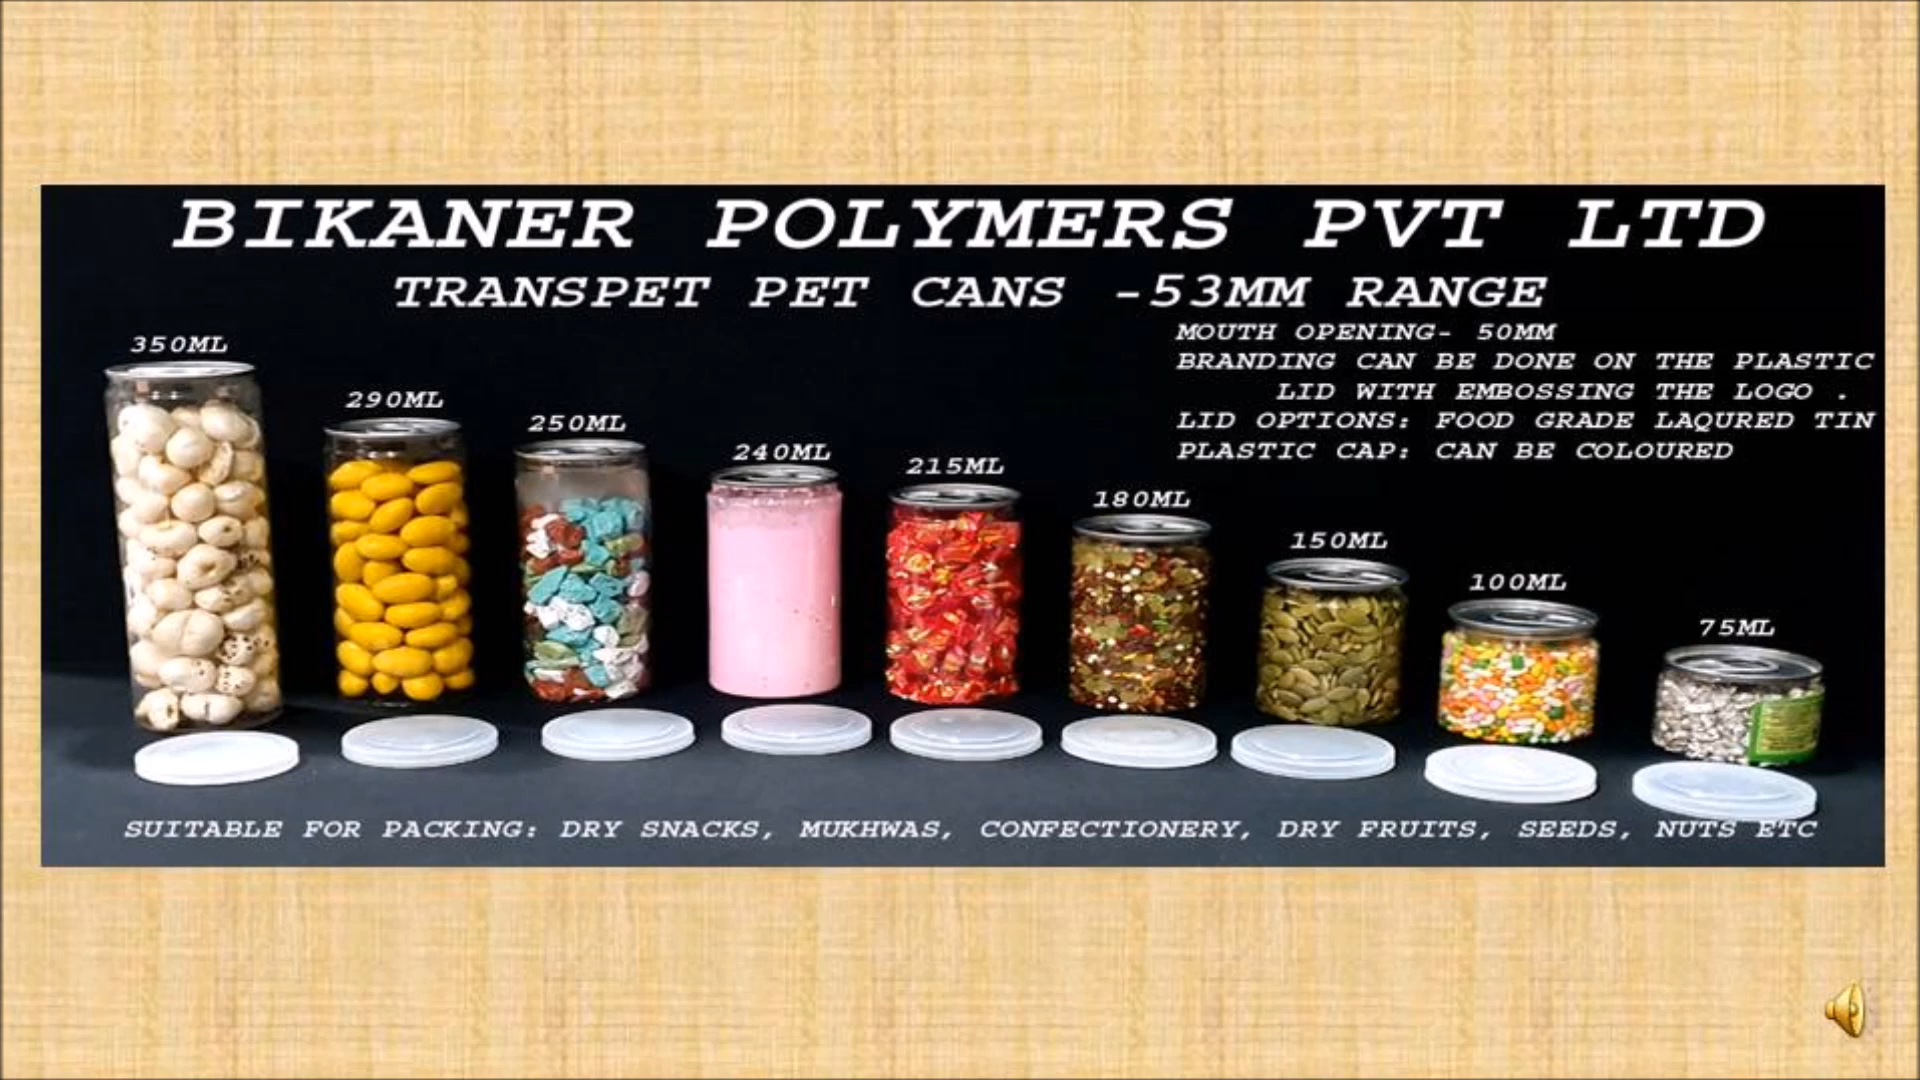 BIKANER POLYMERS PVT LTD
TRANSPET PET CANS -53MM RANGE
MOUTH OPENING- 50MM
BRANDING CAN BE DONE ON THE PLASTIC
LID WITH EMBOSSING THE LOGO .
LID OPTIONS: FOOD GRADE LAQURED TIN
PLASTIC CAP: CAN BE COLOURED
350ML
290ML
250ML
240ML
215ML
180ML
150ML
100ML
75ML
SUITABLE FOR PACKING: DRY SNACKS, MUKHWAS, CONFECTIONERY, DRY FRUITS, SEEDS, NUTS ETC